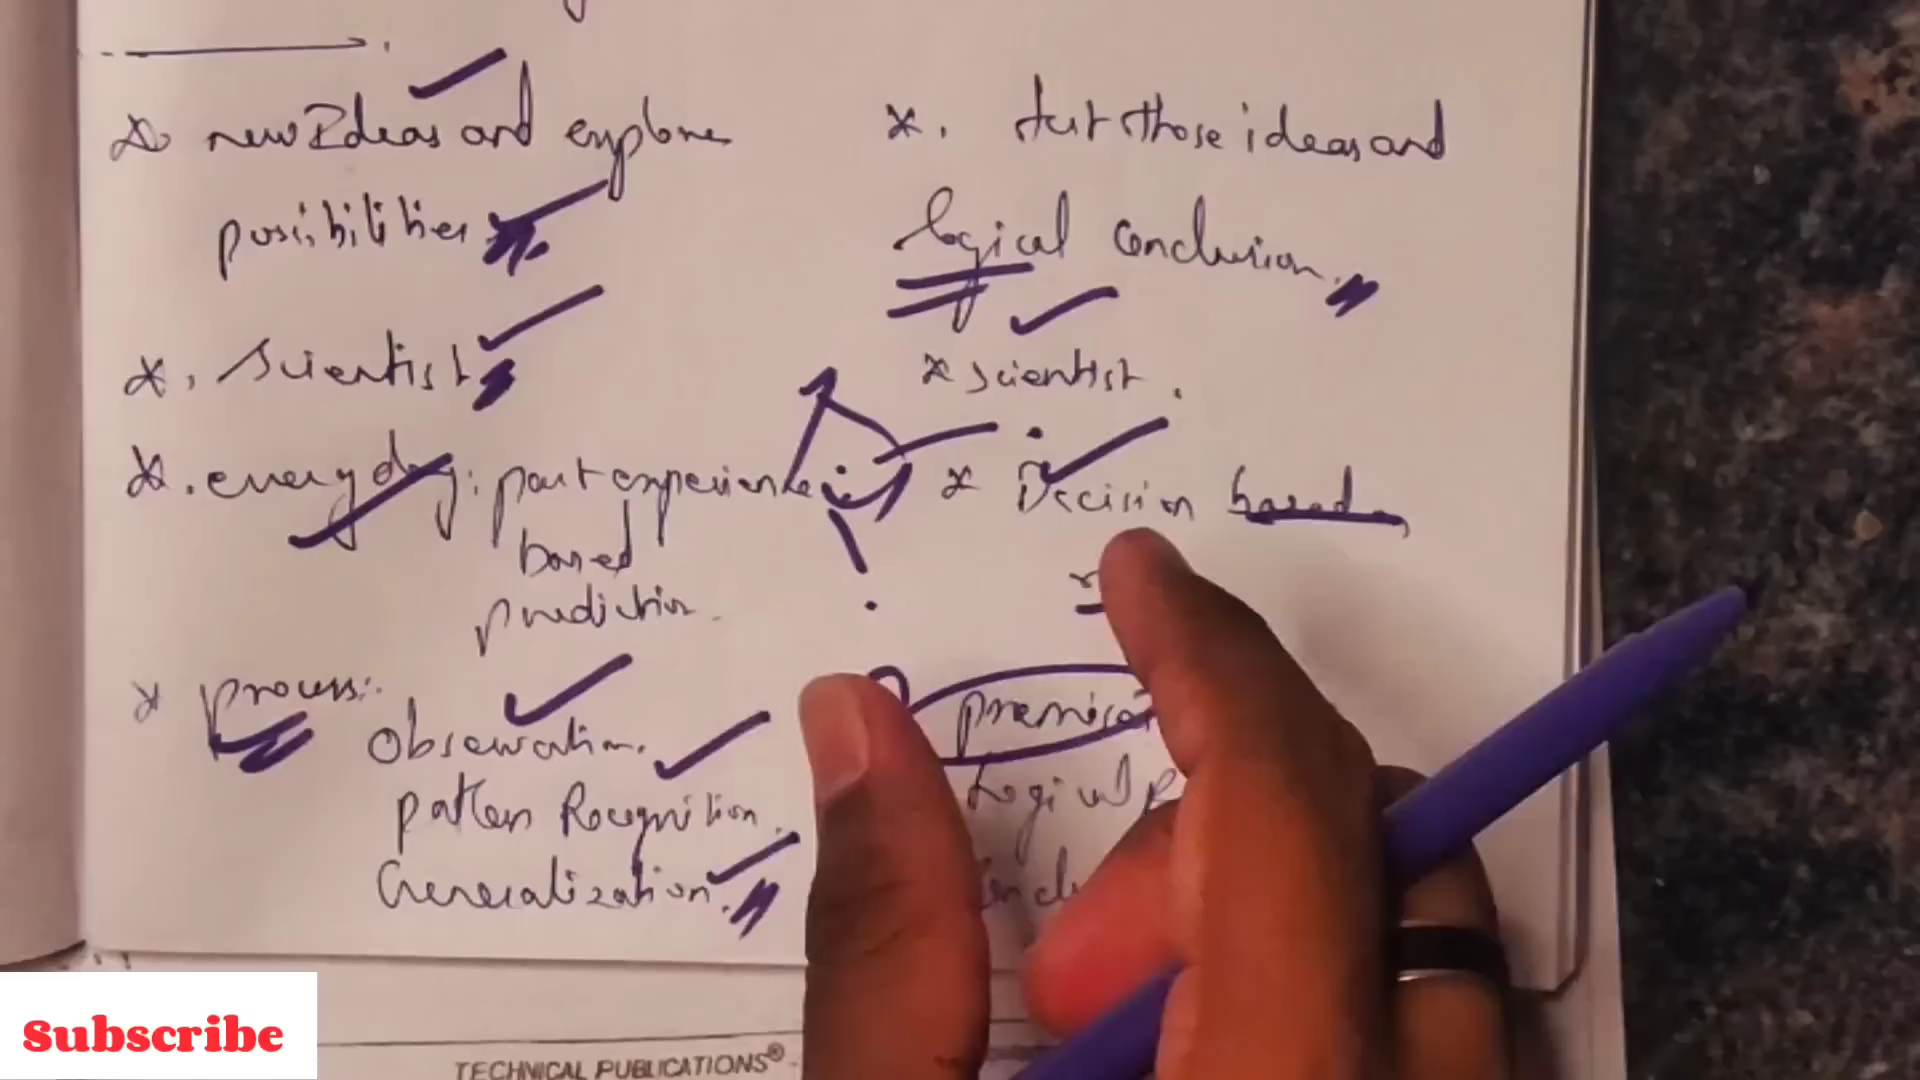 new Ideas and explore
possibilities
* scientist
* everyday: past experience
based
prediction.
* process:
Observation.
pattern Recognition.
Generalization.
* test those ideas and
logical conclusion.
* scientist.
* Decision based
premises
Logical
Subscribe
TECHNICAL PUBLICATIONS®